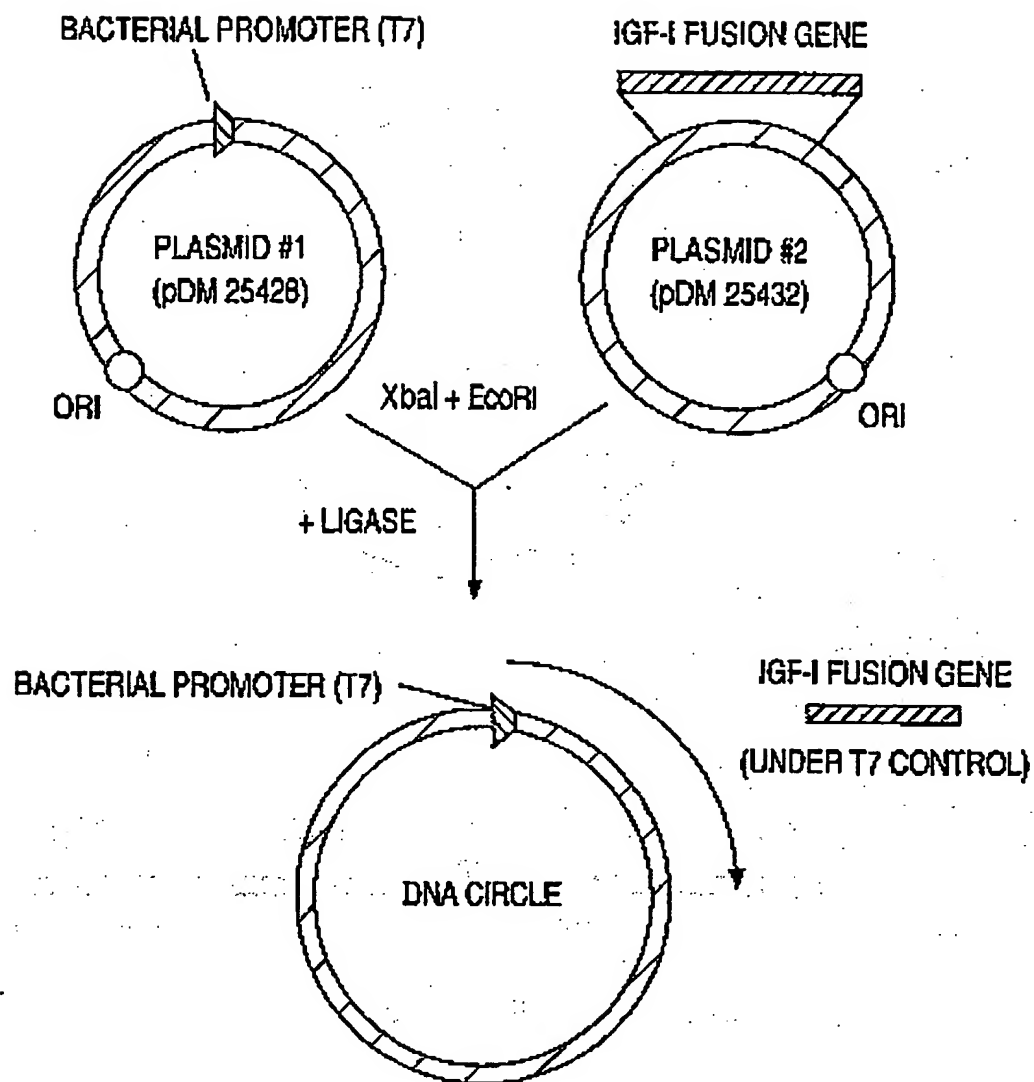 BACTERIAL PROMOTER (T7)
IGF-I FUSION GENE
PLASMID #1
(pDM 25428)
PLASMID #2
(pDM 25432)
ORI
XbaI + EcoRI
ORI
+ LIGASE
BACTERIAL PROMOTER (T7)
IGF-I FUSION GENE
(UNDER T7 CONTROL)
DNA CIRCLE